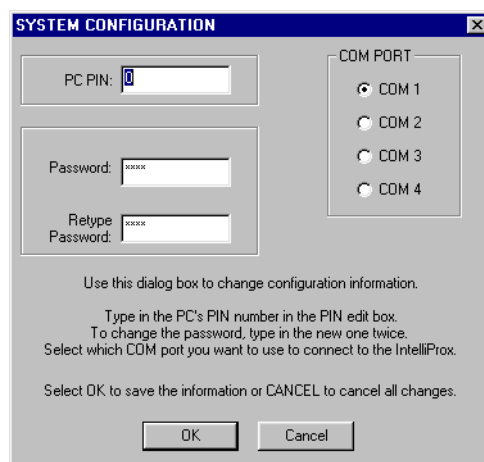 SYSTEM CONFIGURATION
PC PIN: 0
COM PORT
COM 1
COM 2
COM 3
COM 4
Password: ****
Retype
Password: ****
Use this dialog box to change configuration information.
Type in the PC's PIN number in the PIN edit box.
To change the password, type in the new one twice.
Select which COM port you want to use to connect to the IntelliProx.
Select OK to save the information or CANCEL to cancel all changes.
OK Cancel